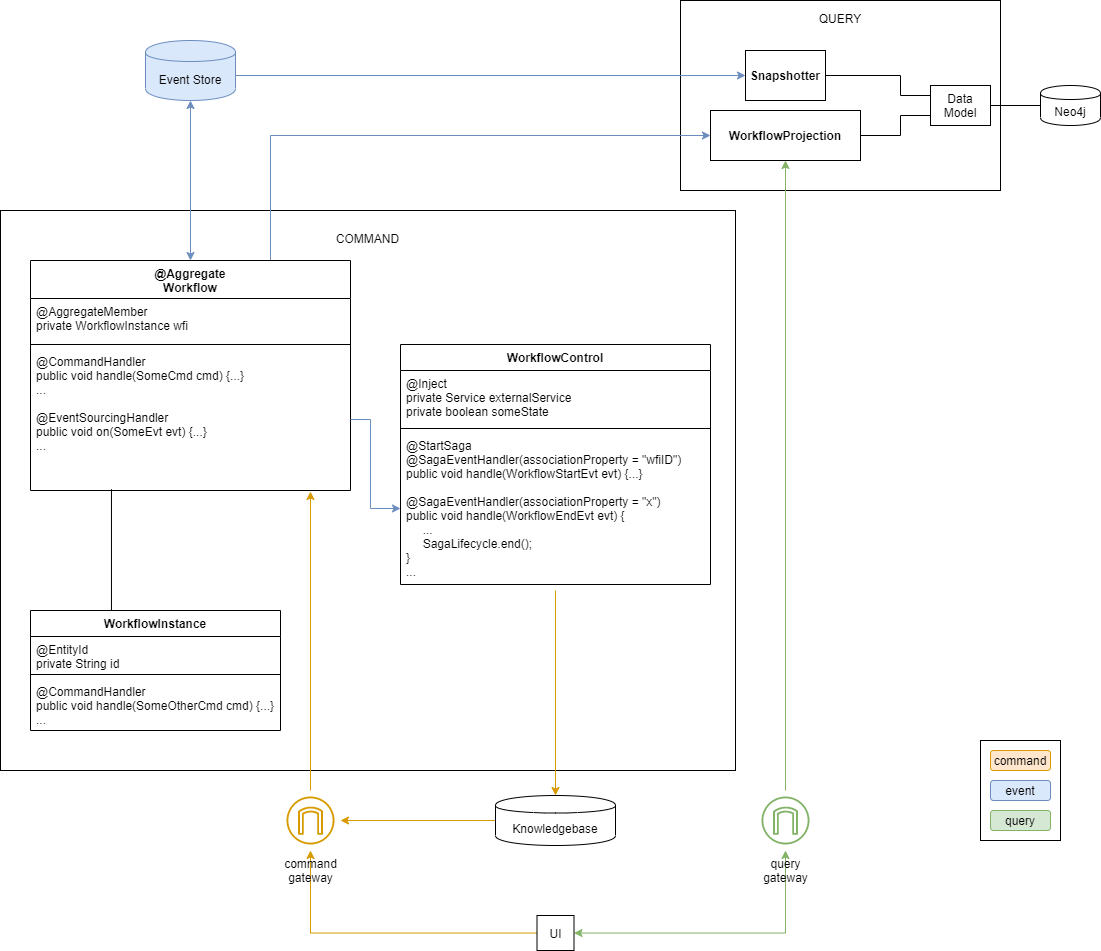 QUERY
Event Store
Snapshotter
Data
Model
Neo4j
WorkflowProjection
COMMAND
@Aggregate
Workflow
@AggregateMember
private WorkflowInstance wfi
@CommandHandler
public void handle(SomeCmd cmd) {...}
...
@EventSourcingHandler
public void on(SomeEvt evt) {...}
...
WorkflowControl
@Inject
private Service externalService
private boolean someState
@StartSaga
@SagaEventHandler(associationProperty = "wfiID")
public void handle(WorkflowStartEvt evt) {...}
@SagaEventHandler(associationProperty = "x")
public void handle(WorkflowEndEvt evt) {
...
SagaLifecycle.end();
}
...
WorkflowInstance
@EntityId
private String id
@CommandHandler
public void handle(SomeOtherCmd cmd) {...}
...
command
event
query
Knowledgebase
command
gateway
query
gateway
UI